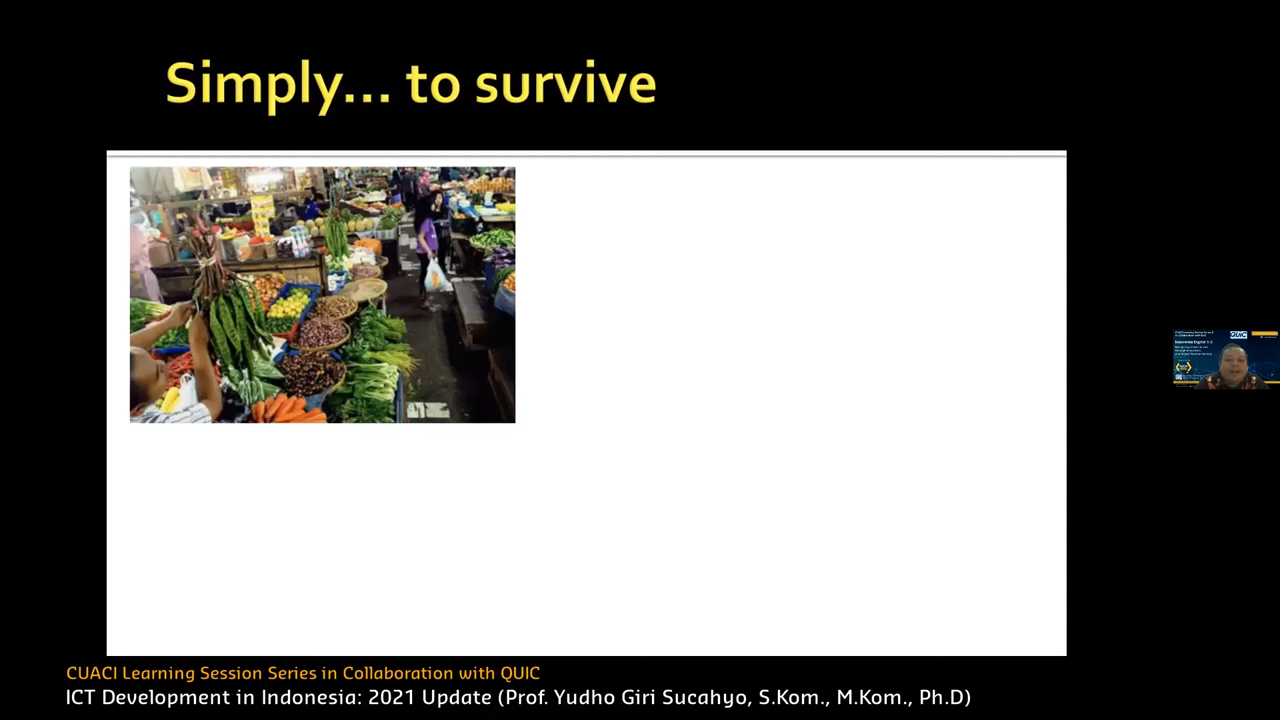 Simply... to survive
QUIC
CUACI Learning Session Series in Collaboration with QUIC
ICT Development in Indonesia: 2021 Update (Prof. Yudho Giri Sucahyo, S.Kom., M.Kom., Ph.D)